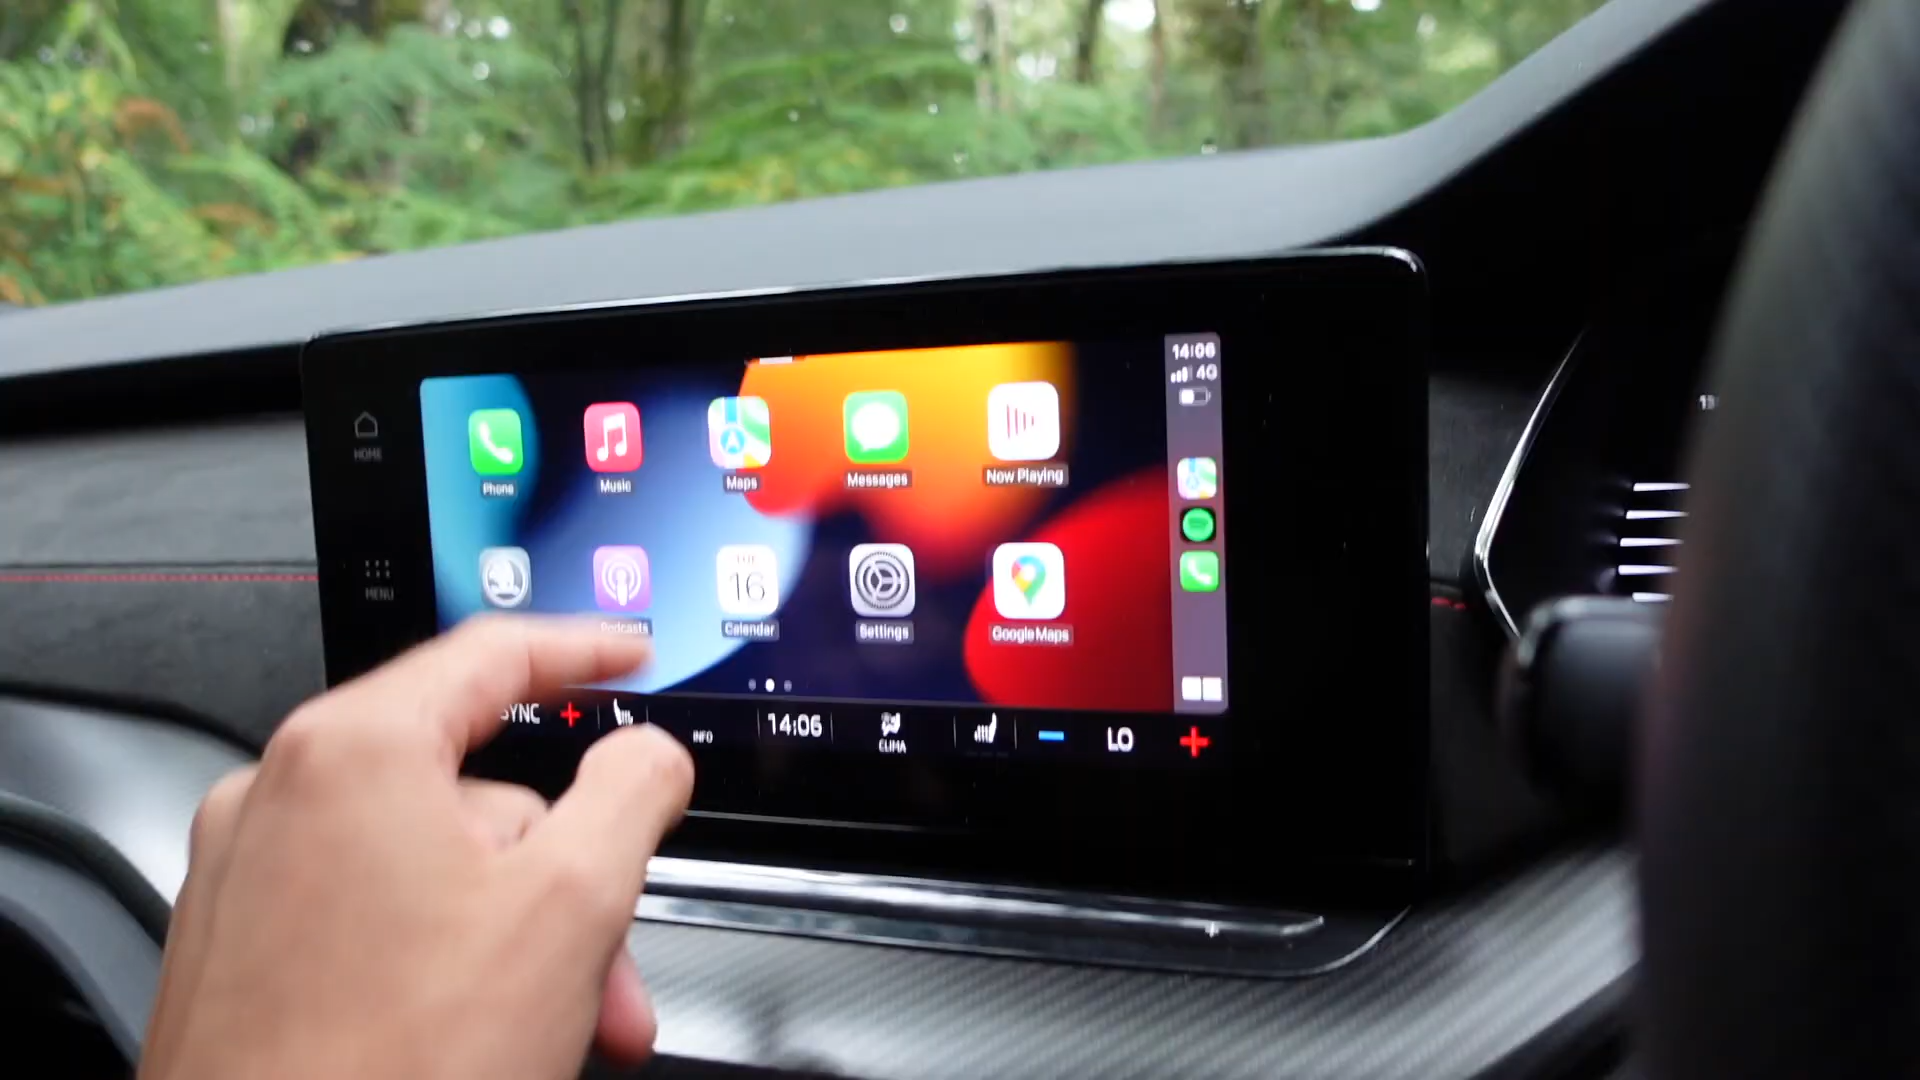 14:06
4G
HOME
Phone
Music
Maps
Messages
Now Playing
MENU
TUE
16
Podcasts
Calendar
Settings
Google Maps
SYNC
INFO
14:06
CLIMA
LO